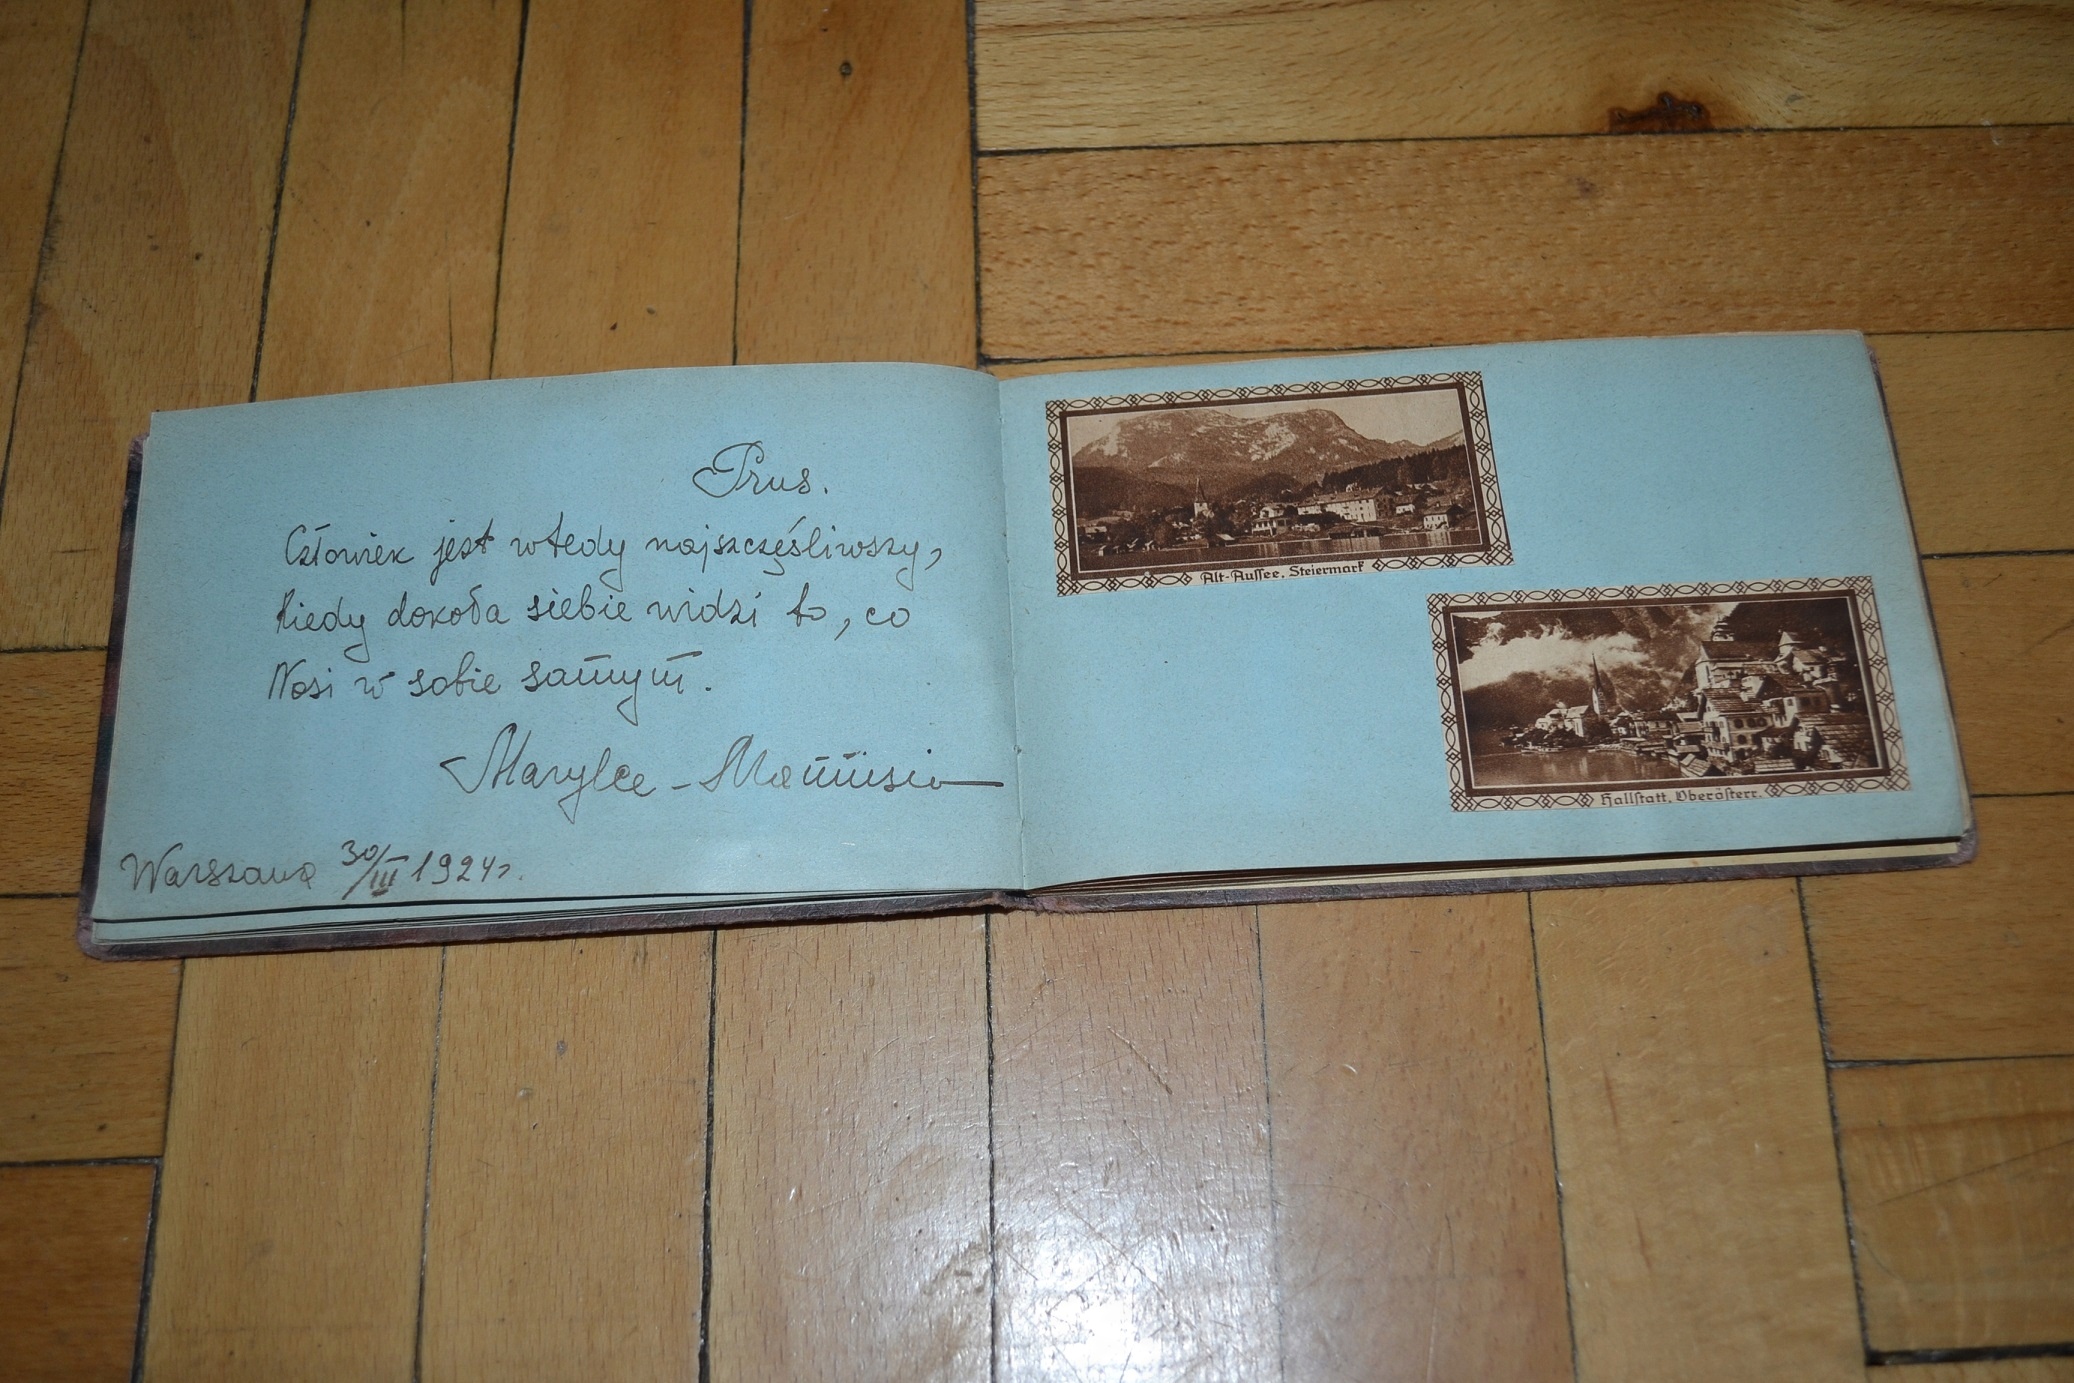 Prus.
Człowiek jest wtedy najszczęśliwszy,
Kiedy dokoła siebie widzi to, co
Nosi w sobie samym.
Marylce - Mamusia
Warszawa 30/III 1924 r.
Alt-Aussee, Steiermark
Hallstatt, Oberösterr.